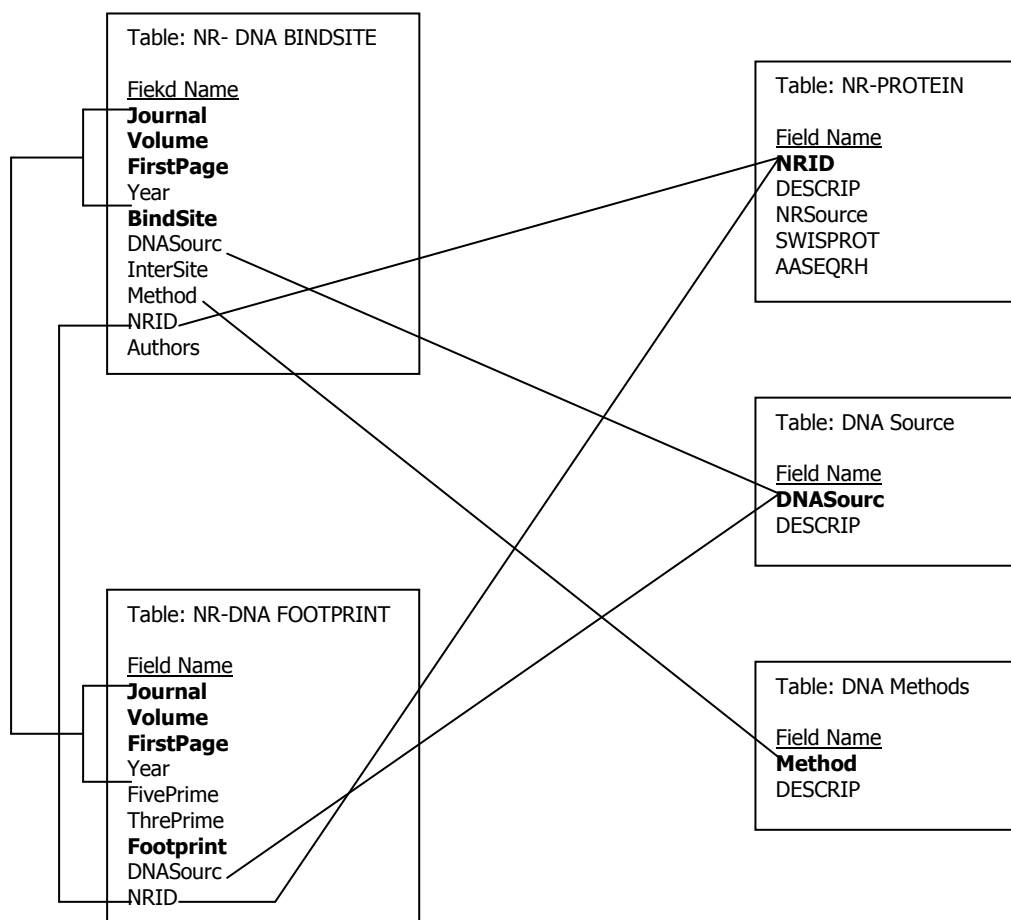 Table: NR- DNA BINDSITE
Fiekd Name
Journal
Volume
FirstPage
Year
BindSite
DNASourc
InterSite
Method
NRID
Authors
Table: NR-DNA FOOTPRINT
Field Name
Journal
Volume
FirstPage
Year
FivePrime
ThrePrime
Footprint
DNASourc
NRID
Table: NR-PROTEIN
Field Name
NRID
DESCRIP
NRSource
SWISPROT
AASEQRH
Table: DNA Source
Field Name
DNASourc
DESCRIP
Table: DNA Methods
Field Name
Method
DESCRIP